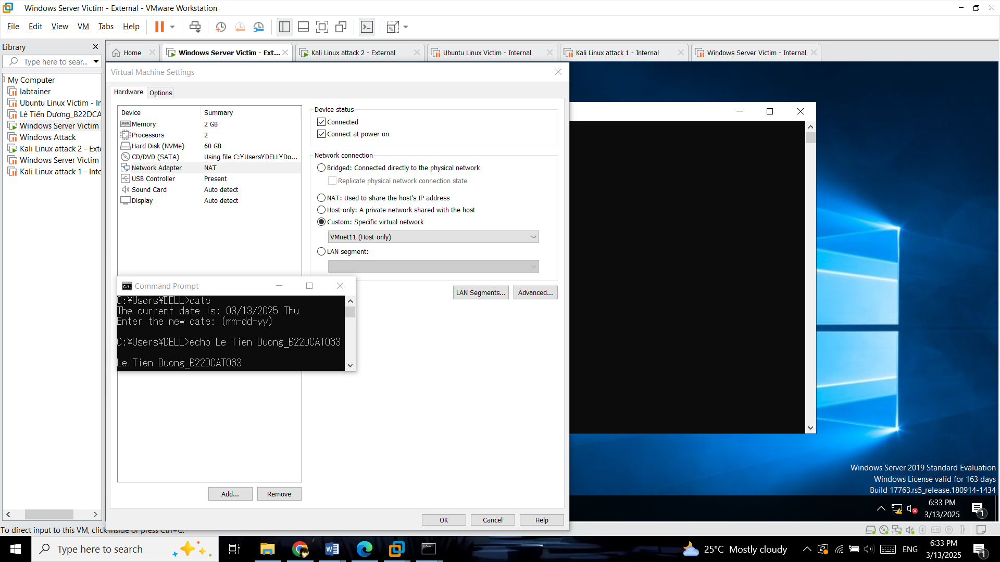 Windows Server Victim - External - VMware Workstation
File Edit View VM Tabs Help
Library
Type here to sear...
My Computer
labtainer
Ubuntu Linux Victim - In
Lê Tiến Dương_B22DCA
Windows Server Victim
Windows Attack
Kali Linux attack 2 - Exte
Windows Server Victim
Kali Linux attack 1 - Inte
Home
Windows Server Victim - Ext...
Kali Linux attack 2 - External
Ubuntu Linux Victim - Internal
Kali Linux attack 1 - Internal
Windows Server Victim - Internal
Virtual Machine Settings
Hardware
Options
Device Summary
Memory 2 GB
Processors 2
Hard Disk (NVMe) 60 GB
CD/DVD (SATA) Using file C:¥Users¥DELL¥Do...
Network Adapter NAT
USB Controller Present
Sound Card Auto detect
Display Auto detect
Device status
Connected
Connect at power on
Network connection
Bridged: Connected directly to the physical network
Replicate physical network connection state
NAT: Used to share the host's IP address
Host-only: A private network shared with the host
Custom: Specific virtual network
VMnet11 (Host-only)
LAN segment:
LAN Segments...
Advanced...
Command Prompt
C:¥Users¥DELL>date
The current date is: 03/13/2025 Thu
Enter the new date: (mm-dd-yy)
C:¥Users¥DELL>echo Le Tien Duong_B22DCAT063
Le Tien Duong_B22DCAT063
Add...
Remove
OK
Cancel
Help
Windows Server 2019 Standard Evaluation
Windows License valid for 163 days
Build 17763.rs5_release.180914-1434
6:33 PM
3/13/2025
1
To direct input to this VM, click inside or press Ctrl+G.
Type here to search
25°C Mostly cloudy
ENG
6:33 PM
3/13/2025
1